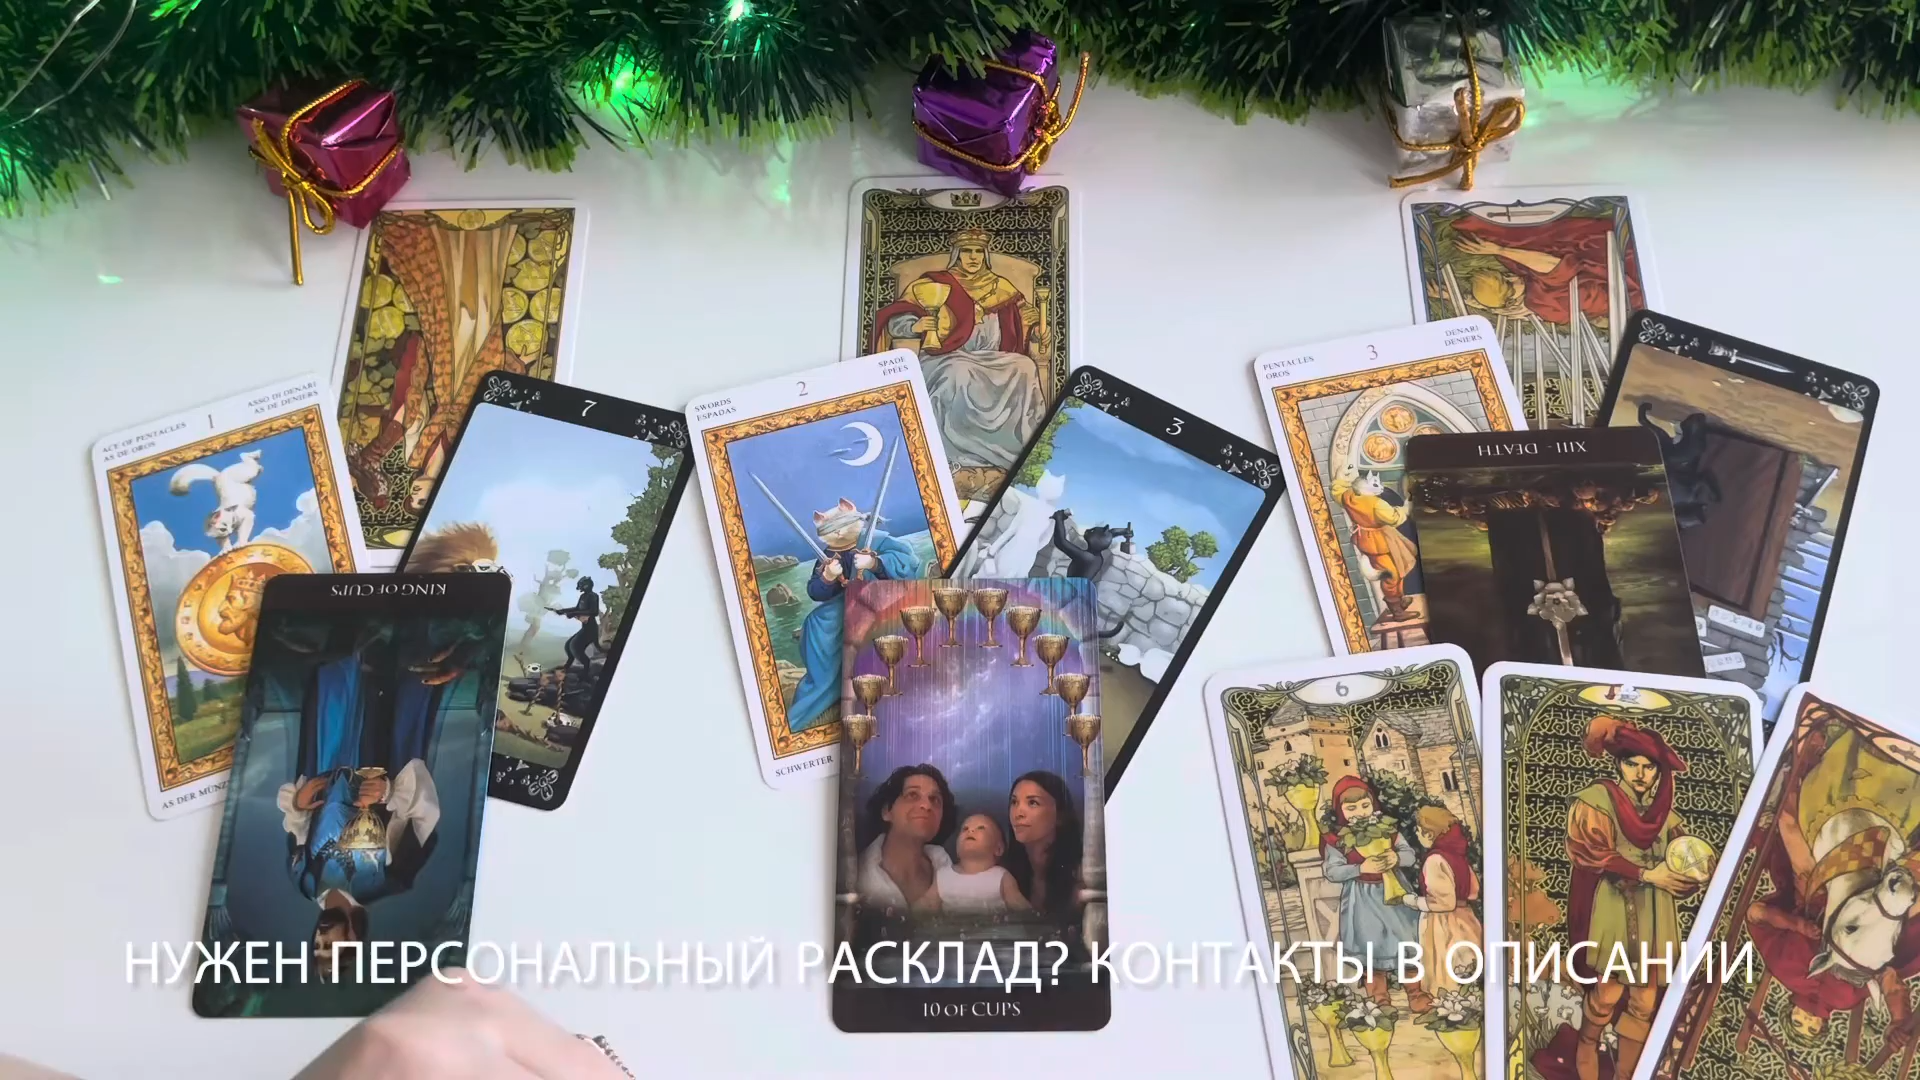 ACE OF PENTACLES
AS DE OROS
1
ASSO DI DENARI
AS DE DENIERS
7
SWORDS
ESPADAS
2
SPADE
ÉPÉES
3
PENTACLES
OROS
3
DENARI
DENIERS
XIII - DEATH
KING OF CUPS
6
SCHWERTER
AS DER MÜNZ
НУЖЕН ПЕРСОНАЛЬНЫЙ РАСКЛАД? КОНТАКТЫ В ОПИСАНИИ
10 OF CUPS